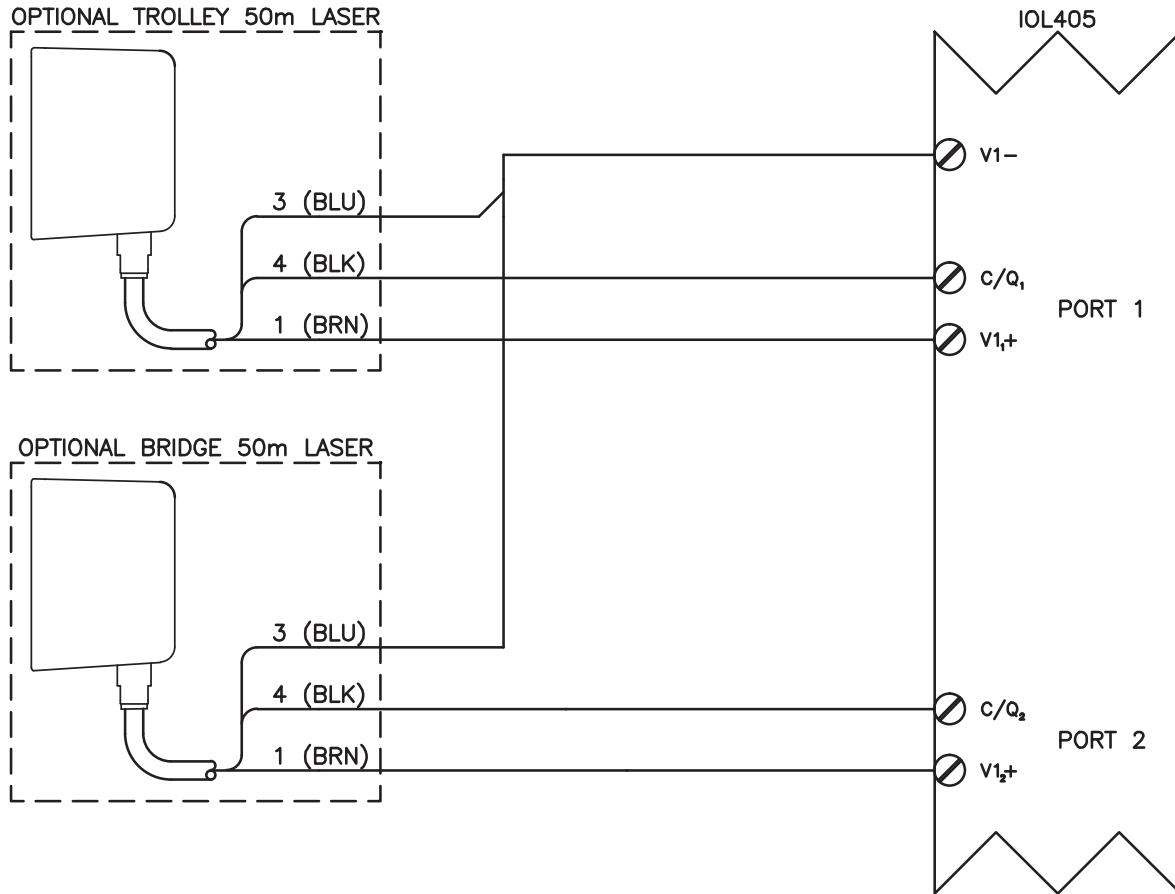 OPTIONAL TROLLEY 50m LASER
IOL405
V1-
3 (BLU)
4 (BLK)
C/Q₁
PORT 1
1 (BRN)
V1₁+
OPTIONAL BRIDGE 50m LASER
3 (BLU)
4 (BLK)
C/Q₂
PORT 2
1 (BRN)
V1₂+